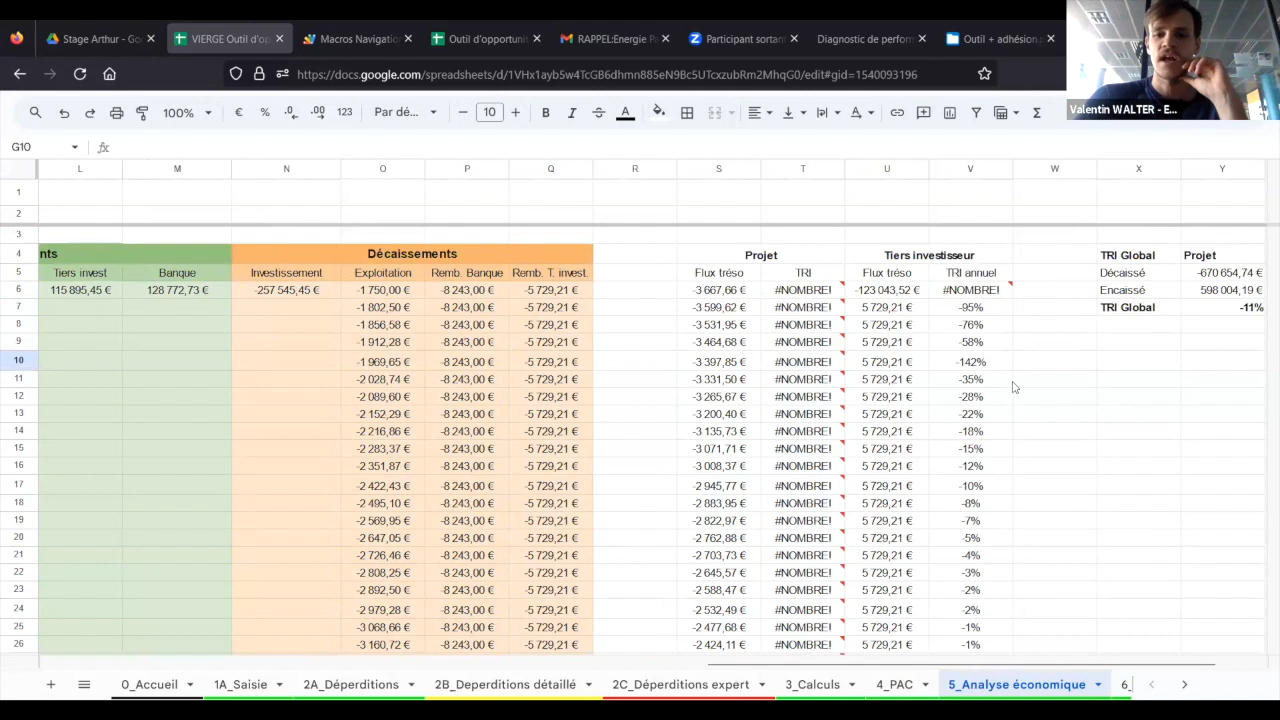 Stage Arthur - Go
VIERGE Outil d'op
Macros Navigation
Outil d'opportunit
RAPPEL:Energie Pa
Participant sortant
Diagnostic de perform
Outil + adhésion.p
https://docs.google.com/spreadsheets/d/1VHx1ayb5w4TcGB6dhmn885eN9Bc5UTcxzubRm2MhqG0/edit#gid=1540093196
Valentin WALTER - E...
100% € % .0 .00 123 Par dé... 10 B I S A
G10 fx
L M N O P Q R S T U V W X Y
1
2
3
4 nts Décaissements Projet Tiers investisseur TRI Global Projet
5 Tiers invest Banque Investissement Exploitation Remb. Banque Remb. T. invest. Flux tréso TRI Flux tréso TRI annuel Décaissé -670 654,74 €
6 115 895,45 € 128 772,73 € -257 545,45 € -1 750,00 € -8 243,00 € -5 729,21 € -3 667,66 € #NOMBRE! -123 043,52 € #NOMBRE! Encaissé 598 004,19 €
7 -1 802,50 € -8 243,00 € -5 729,21 € -3 599,62 € #NOMBRE! 5 729,21 € -95% TRI Global -11%
8 -1 856,58 € -8 243,00 € -5 729,21 € -3 531,95 € #NOMBRE! 5 729,21 € -76%
9 -1 912,28 € -8 243,00 € -5 729,21 € -3 464,68 € #NOMBRE! 5 729,21 € -58%
10 -1 969,65 € -8 243,00 € -5 729,21 € -3 397,85 € #NOMBRE! 5 729,21 € -142%
11 -2 028,74 € -8 243,00 € -5 729,21 € -3 331,50 € #NOMBRE! 5 729,21 € -35%
12 -2 089,60 € -8 243,00 € -5 729,21 € -3 265,67 € #NOMBRE! 5 729,21 € -28%
13 -2 152,29 € -8 243,00 € -5 729,21 € -3 200,40 € #NOMBRE! 5 729,21 € -22%
14 -2 216,86 € -8 243,00 € -5 729,21 € -3 135,73 € #NOMBRE! 5 729,21 € -18%
15 -2 283,37 € -8 243,00 € -5 729,21 € -3 071,71 € #NOMBRE! 5 729,21 € -15%
16 -2 351,87 € -8 243,00 € -5 729,21 € -3 008,37 € #NOMBRE! 5 729,21 € -12%
17 -2 422,43 € -8 243,00 € -5 729,21 € -2 945,77 € #NOMBRE! 5 729,21 € -10%
18 -2 495,10 € -8 243,00 € -5 729,21 € -2 883,95 € #NOMBRE! 5 729,21 € -8%
19 -2 569,95 € -8 243,00 € -5 729,21 € -2 822,97 € #NOMBRE! 5 729,21 € -7%
20 -2 647,05 € -8 243,00 € -5 729,21 € -2 762,88 € #NOMBRE! 5 729,21 € -5%
21 -2 726,46 € -8 243,00 € -5 729,21 € -2 703,73 € #NOMBRE! 5 729,21 € -4%
22 -2 808,25 € -8 243,00 € -5 729,21 € -2 645,57 € #NOMBRE! 5 729,21 € -3%
23 -2 892,50 € -8 243,00 € -5 729,21 € -2 588,47 € #NOMBRE! 5 729,21 € -2%
24 -2 979,28 € -8 243,00 € -5 729,21 € -2 532,49 € #NOMBRE! 5 729,21 € -2%
25 -3 068,66 € -8 243,00 € -5 729,21 € -2 477,68 € #NOMBRE! 5 729,21 € -1%
26 -3 160,72 € -8 243,00 € -5 729,21 € -2 424,11 € #NOMBRE! 5 729,21 € -1%
0_Accueil 1A_Saisie 2A_Déperditions 2B_Deperditions détaillé 2C_Déperditions expert 3_Calculs 4_PAC 5_Analyse économique 6_